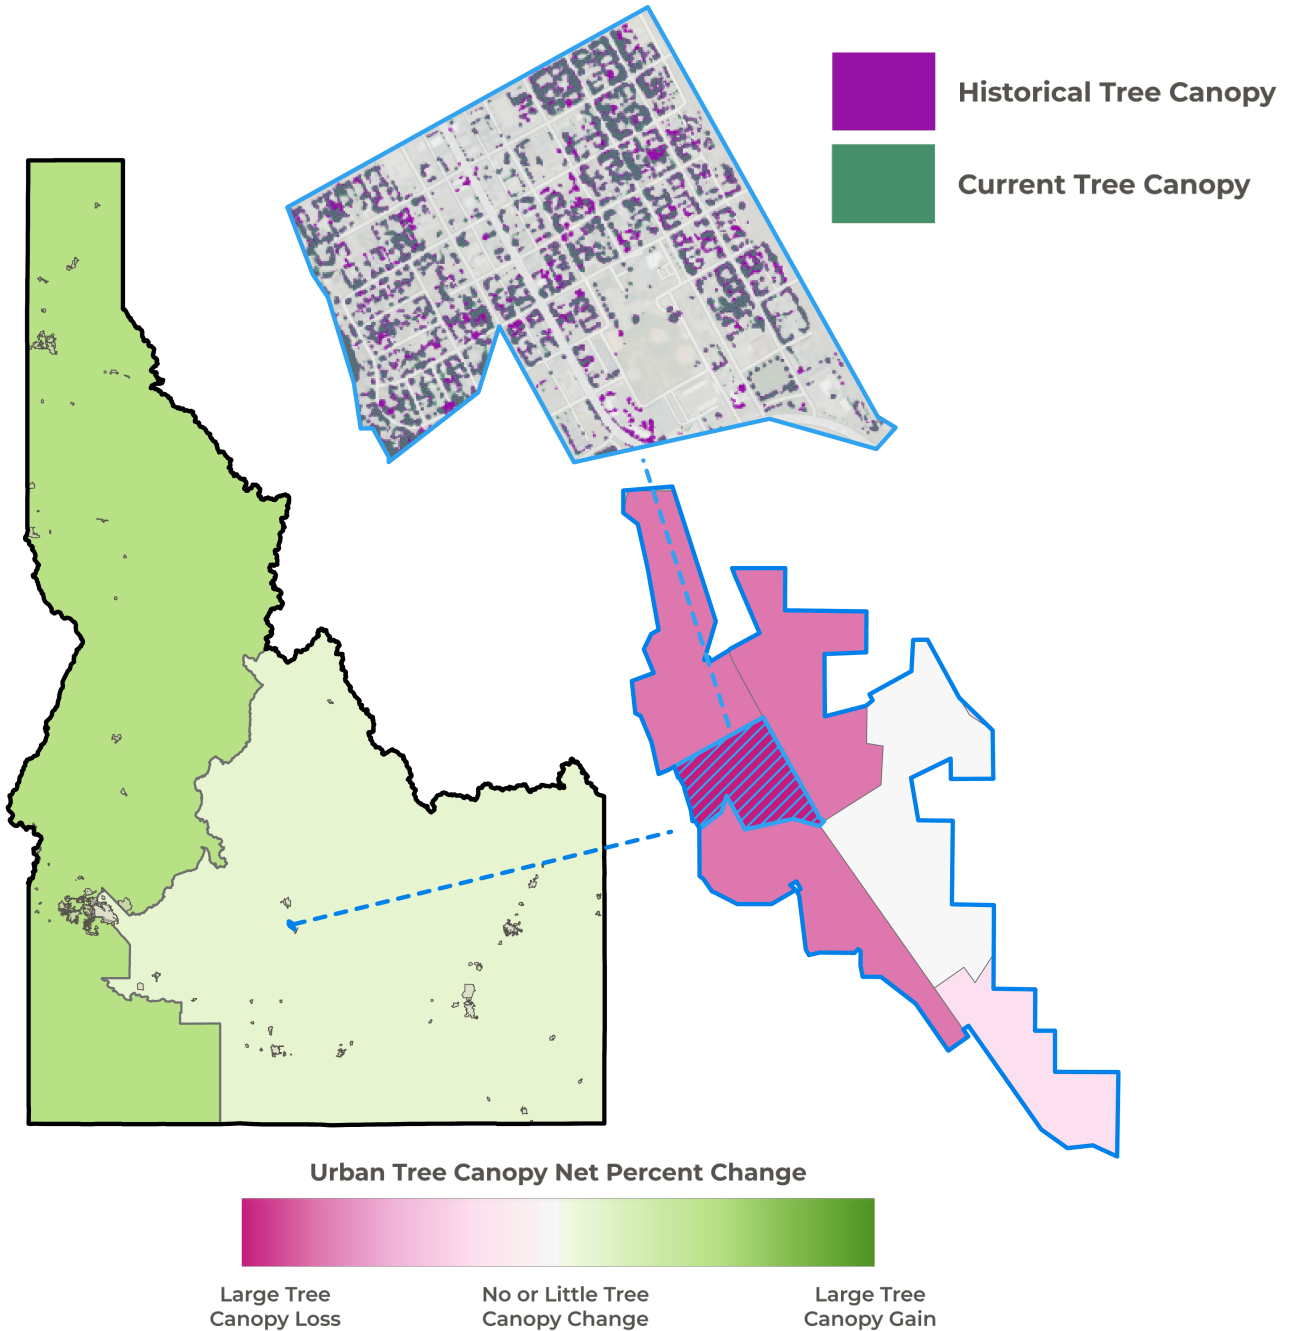 Historical Tree Canopy
Current Tree Canopy
Urban Tree Canopy Net Percent Change
Large Tree
Canopy Loss
No or Little Tree
Canopy Change
Large Tree
Canopy Gain